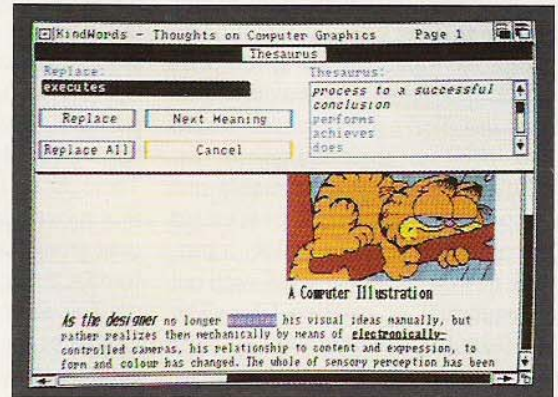 KindWords - Thoughts on Computer Graphics Page 1
Thesaurus
Replace:
executes
Replace
Next Meaning
Replace All
Cancel
Thesaurus:
process to a successful
conclusion
performs
achieves
does
A Computer Illustration
As the designer no longer executes his visual ideas manually, but
rather realizes them mechanically by means of electronically-
controlled cameras, his relationship to content and expression, to
form and colour has changed. The whole of sensory perception has been